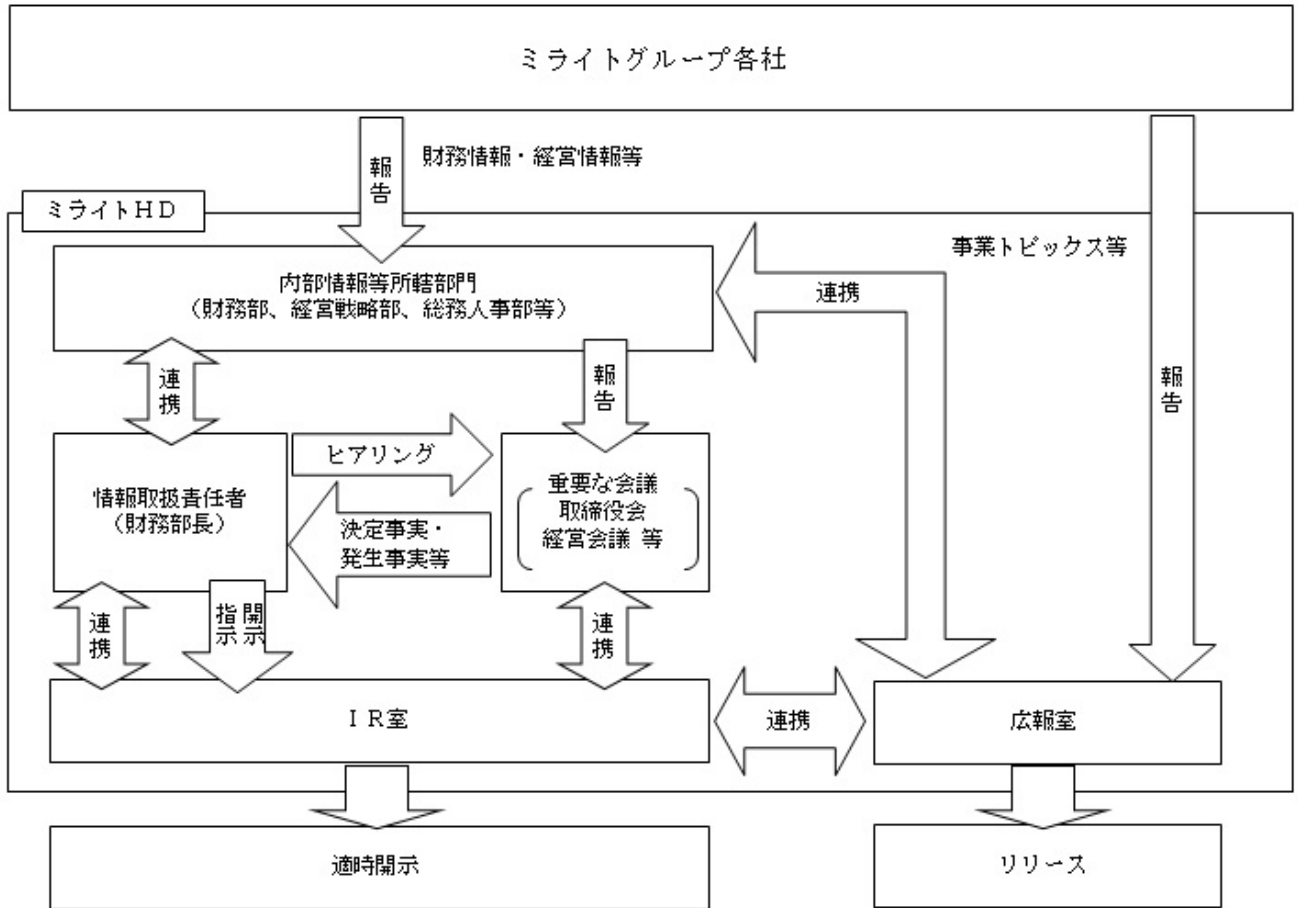 ミライトグループ各社
報告
財務情報・経営情報等
ミライトHD
事業トピックス等
内部情報等所轄部門
（財務部、経営戦略部、総務人事部等）
連携
連携
報告
報告
ヒアリング
情報取扱責任者
（財務部長）
重要な会議
取締役会
経営会議 等
決定事実・
発生事実等
連携
開示
指示
連携
ＩＲ室
連携
広報室
適時開示
リリース